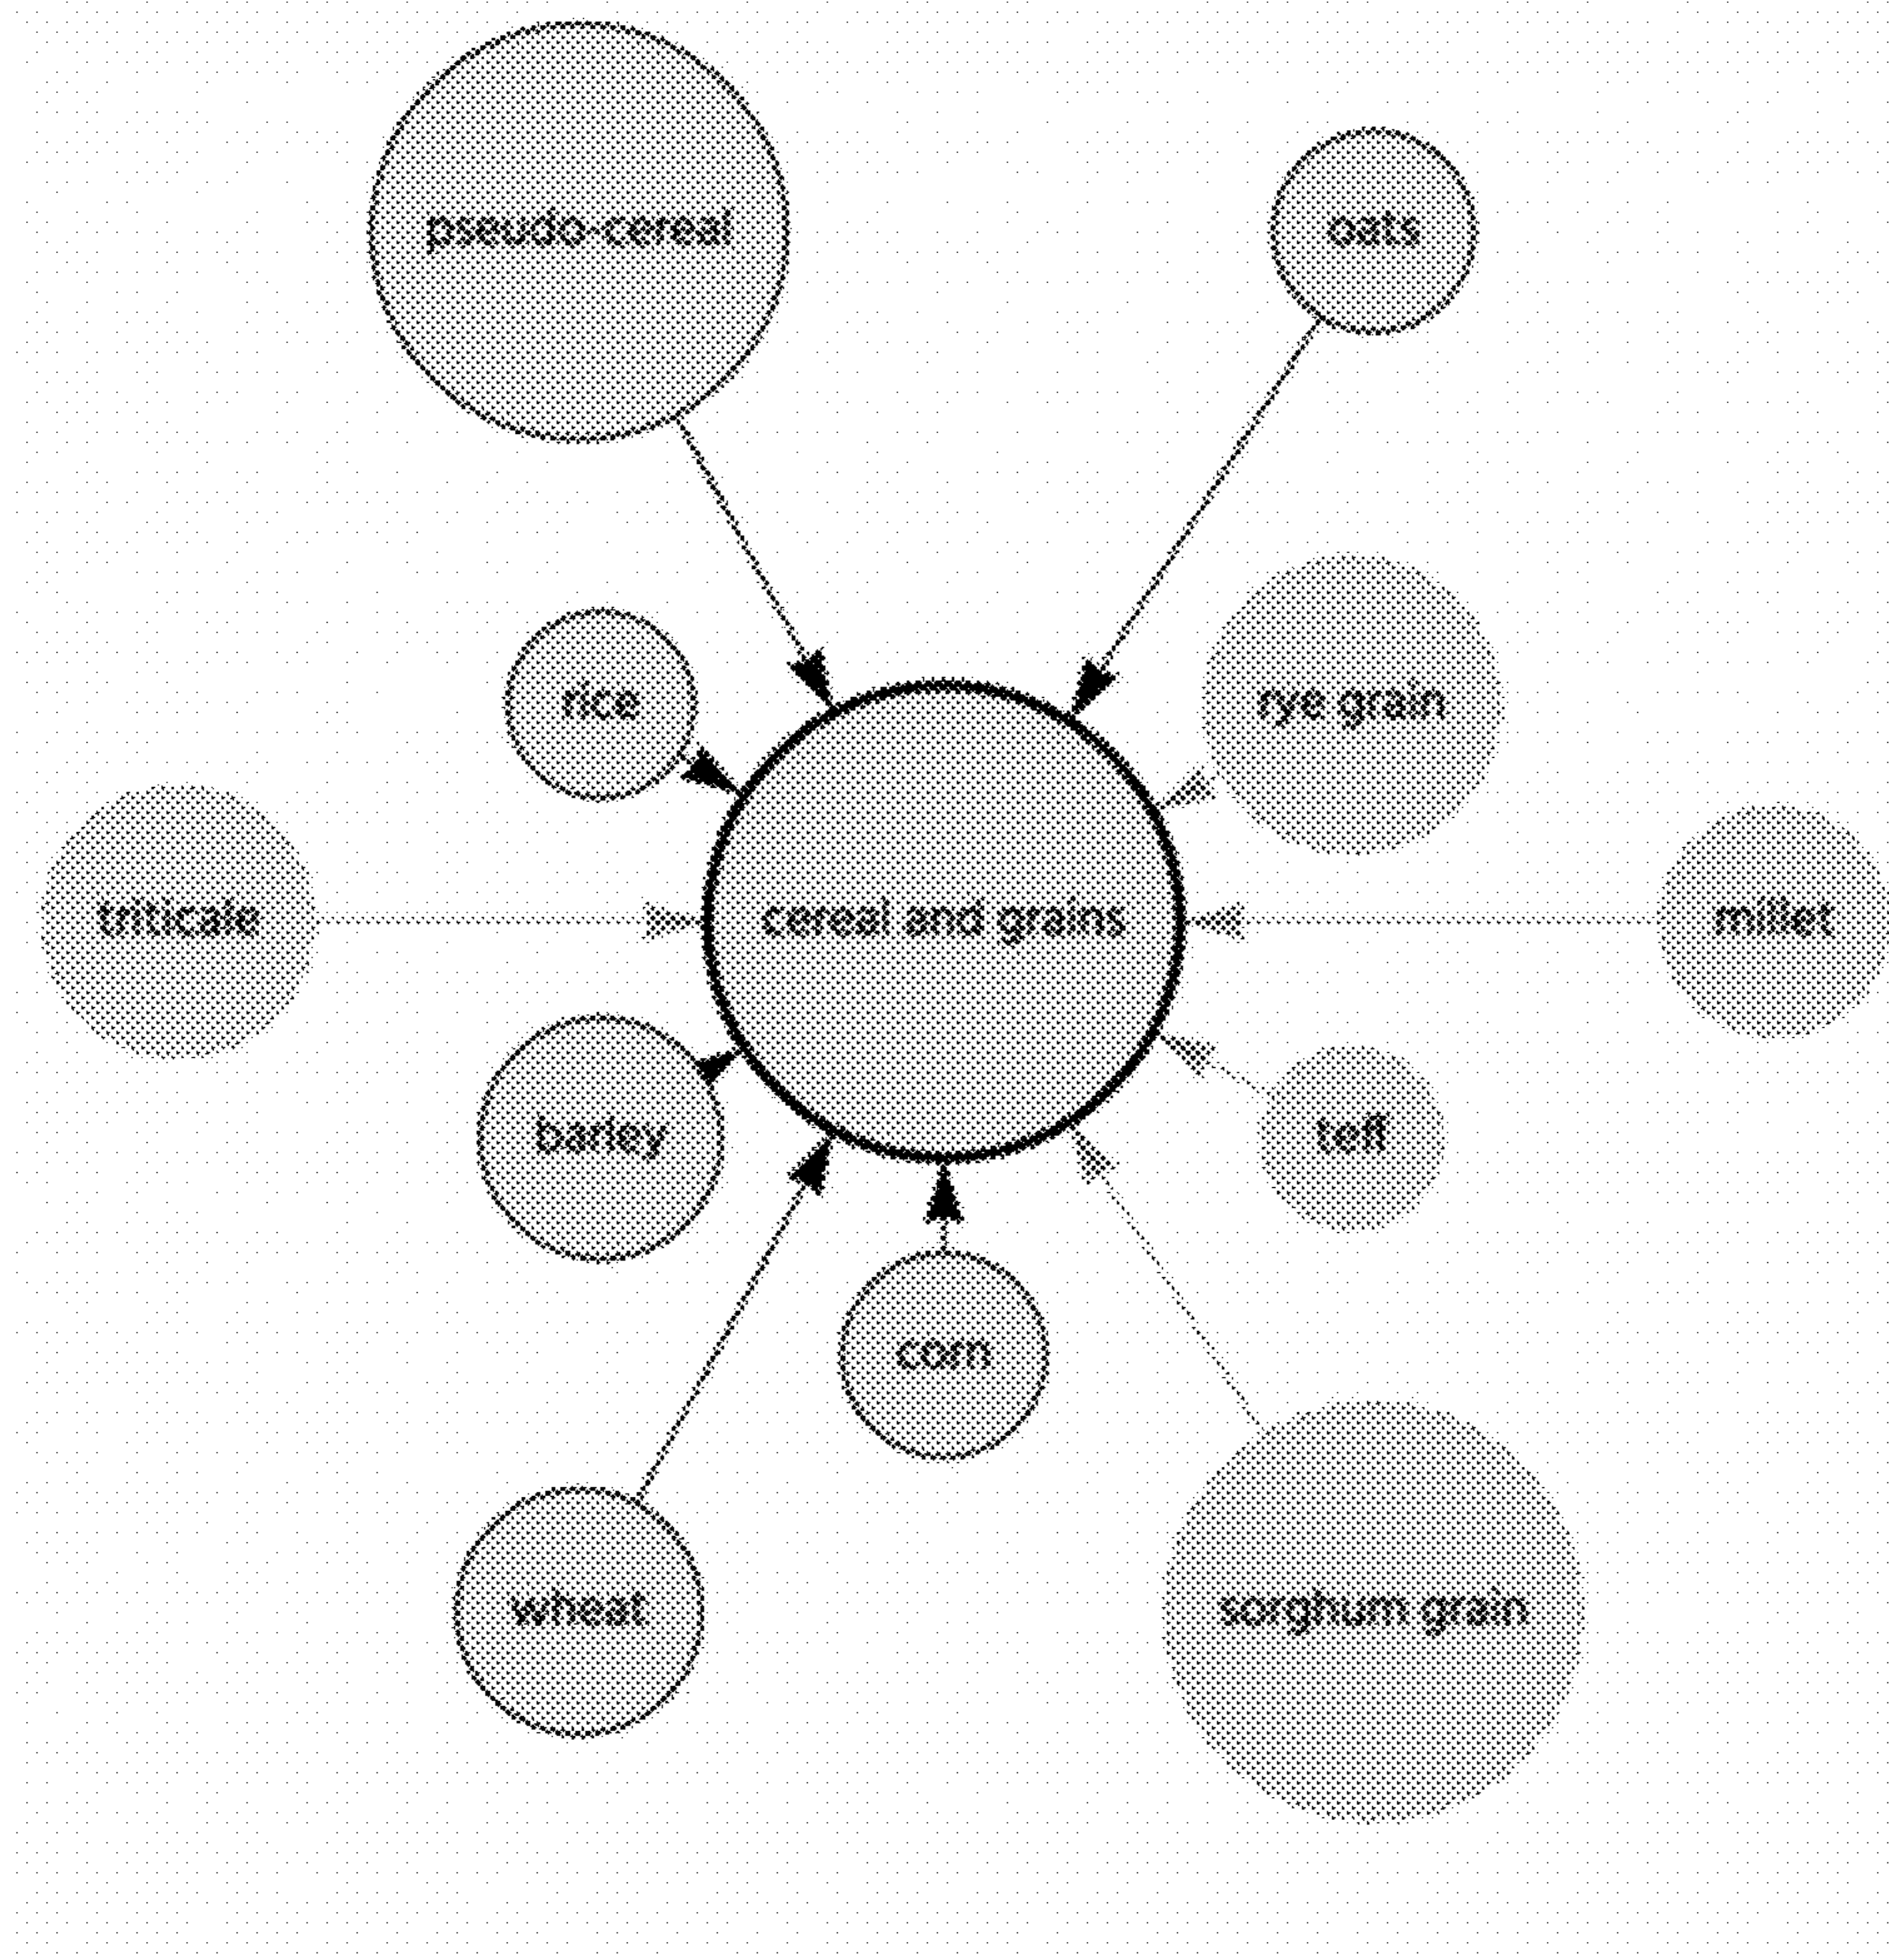 pseudo-cereal
oats
rice
rye grain
triticale
cereal and grains
millet
barley
teff
corn
wheat
sorghum grain